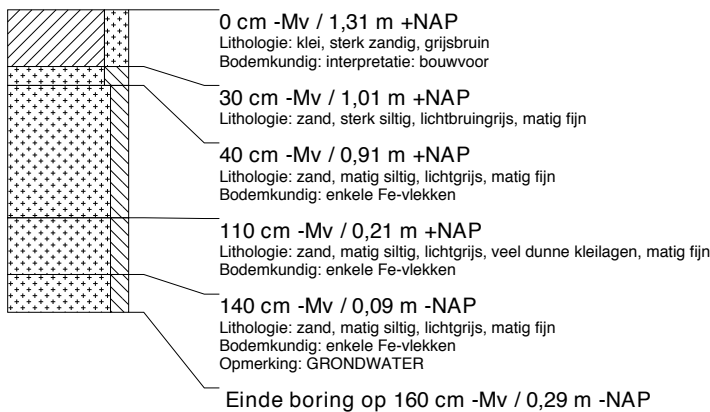 0 cm -Mv / 1,31 m +NAP
Lithologie: klei, sterk zandig, grijsbruin
Bodemkundig: interpretatie: bouwvoor
30 cm -Mv / 1,01 m +NAP
Lithologie: zand, sterk siltig, lichtbruingrijs, matig fijn
40 cm -Mv / 0,91 m +NAP
Lithologie: zand, matig siltig, lichtgrijs, matig fijn
Bodemkundig: enkele Fe-vlekken
110 cm -Mv / 0,21 m +NAP
Lithologie: zand, matig siltig, lichtgrijs, veel dunne kleilagen, matig fijn
Bodemkundig: enkele Fe-vlekken
140 cm -Mv / 0,09 m -NAP
Lithologie: zand, matig siltig, lichtgrijs, matig fijn
Bodemkundig: enkele Fe-vlekken
Opmerking: GRONDWATER
Einde boring op 160 cm -Mv / 0,29 m -NAP